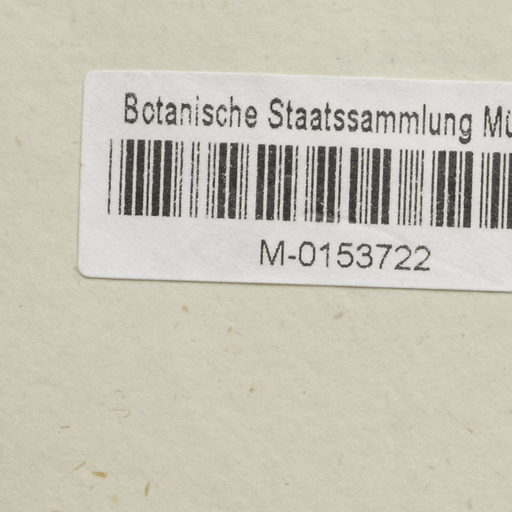 Botanische Staatssammlung Mü
M-0153722